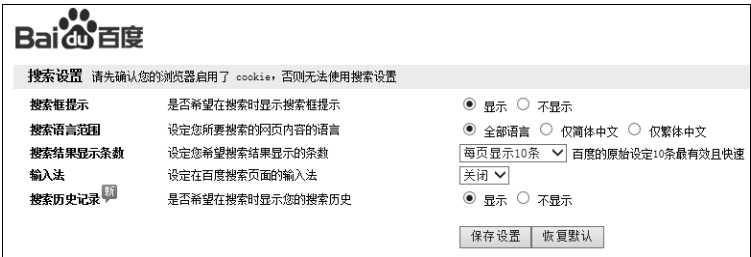 Bai du 百度
搜索设置 请先确认您的浏览器启用了 cookie，否则无法使用搜索设置
搜索框提示 是否希望在搜索时显示搜索框提示 显示 不显示
搜索语言范围 设定您所要搜索的网页内容的语言 全部语言 仅简体中文 仅繁体中文
搜索结果显示条数 设定您希望搜索结果显示的条数 每页显示10条 百度的原始设定10条最有效且快速
输入法 设定在百度搜索页面的输入法 关闭
搜索历史记录 新 是否希望在搜索时显示您的搜索历史 显示 不显示
保存设置 恢复默认